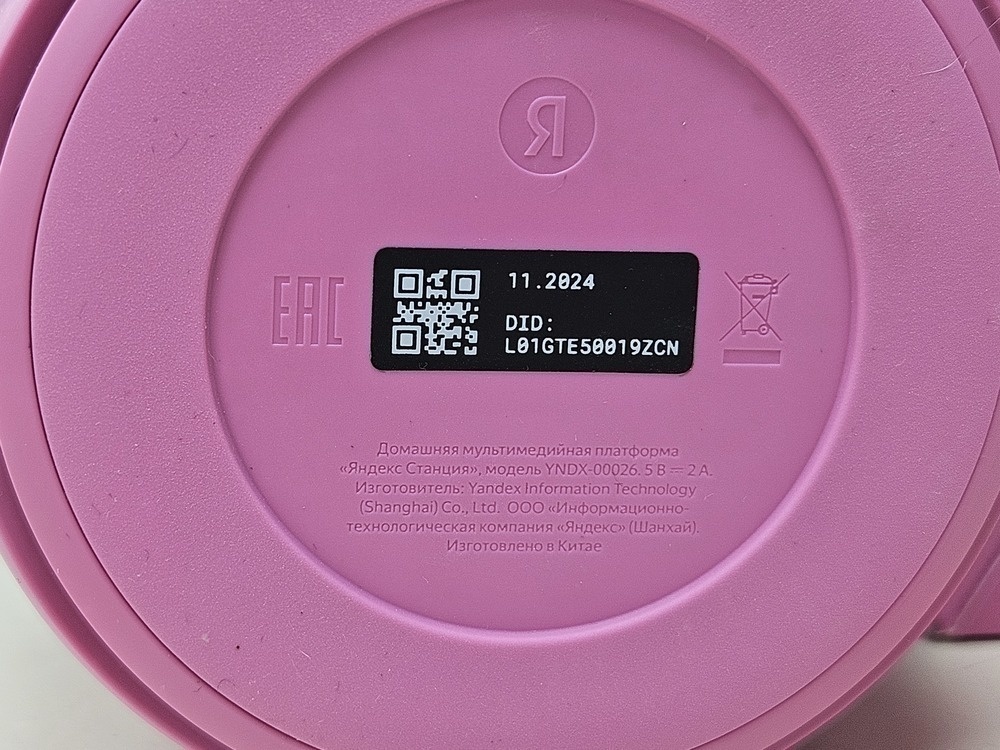 Я
EAC
11.2024
DID:
L01GTE50019ZCN
Домашняя мультимедийная платформа
«Яндекс Станция», модель YNDX-00026. 5 В ⎓ 2 А.
Изготовитель: Yandex Information Technology
(Shanghai) Co., Ltd. ООО «Информационно-
технологическая компания «Яндекс» (Шанхай).
Изготовлено в Китае